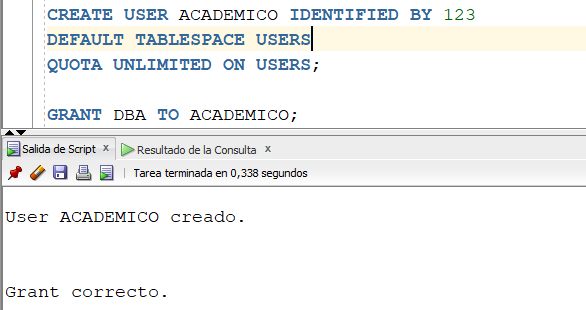 CREATE USER ACADEMICO IDENTIFIED BY 123
DEFAULT TABLESPACE USERS
QUOTA UNLIMITED ON USERS;
GRANT DBA TO ACADEMICO;
Salida de Script x Resultado de la Consulta x
Tarea terminada en 0,338 segundos
User ACADEMICO creado.
Grant correcto.